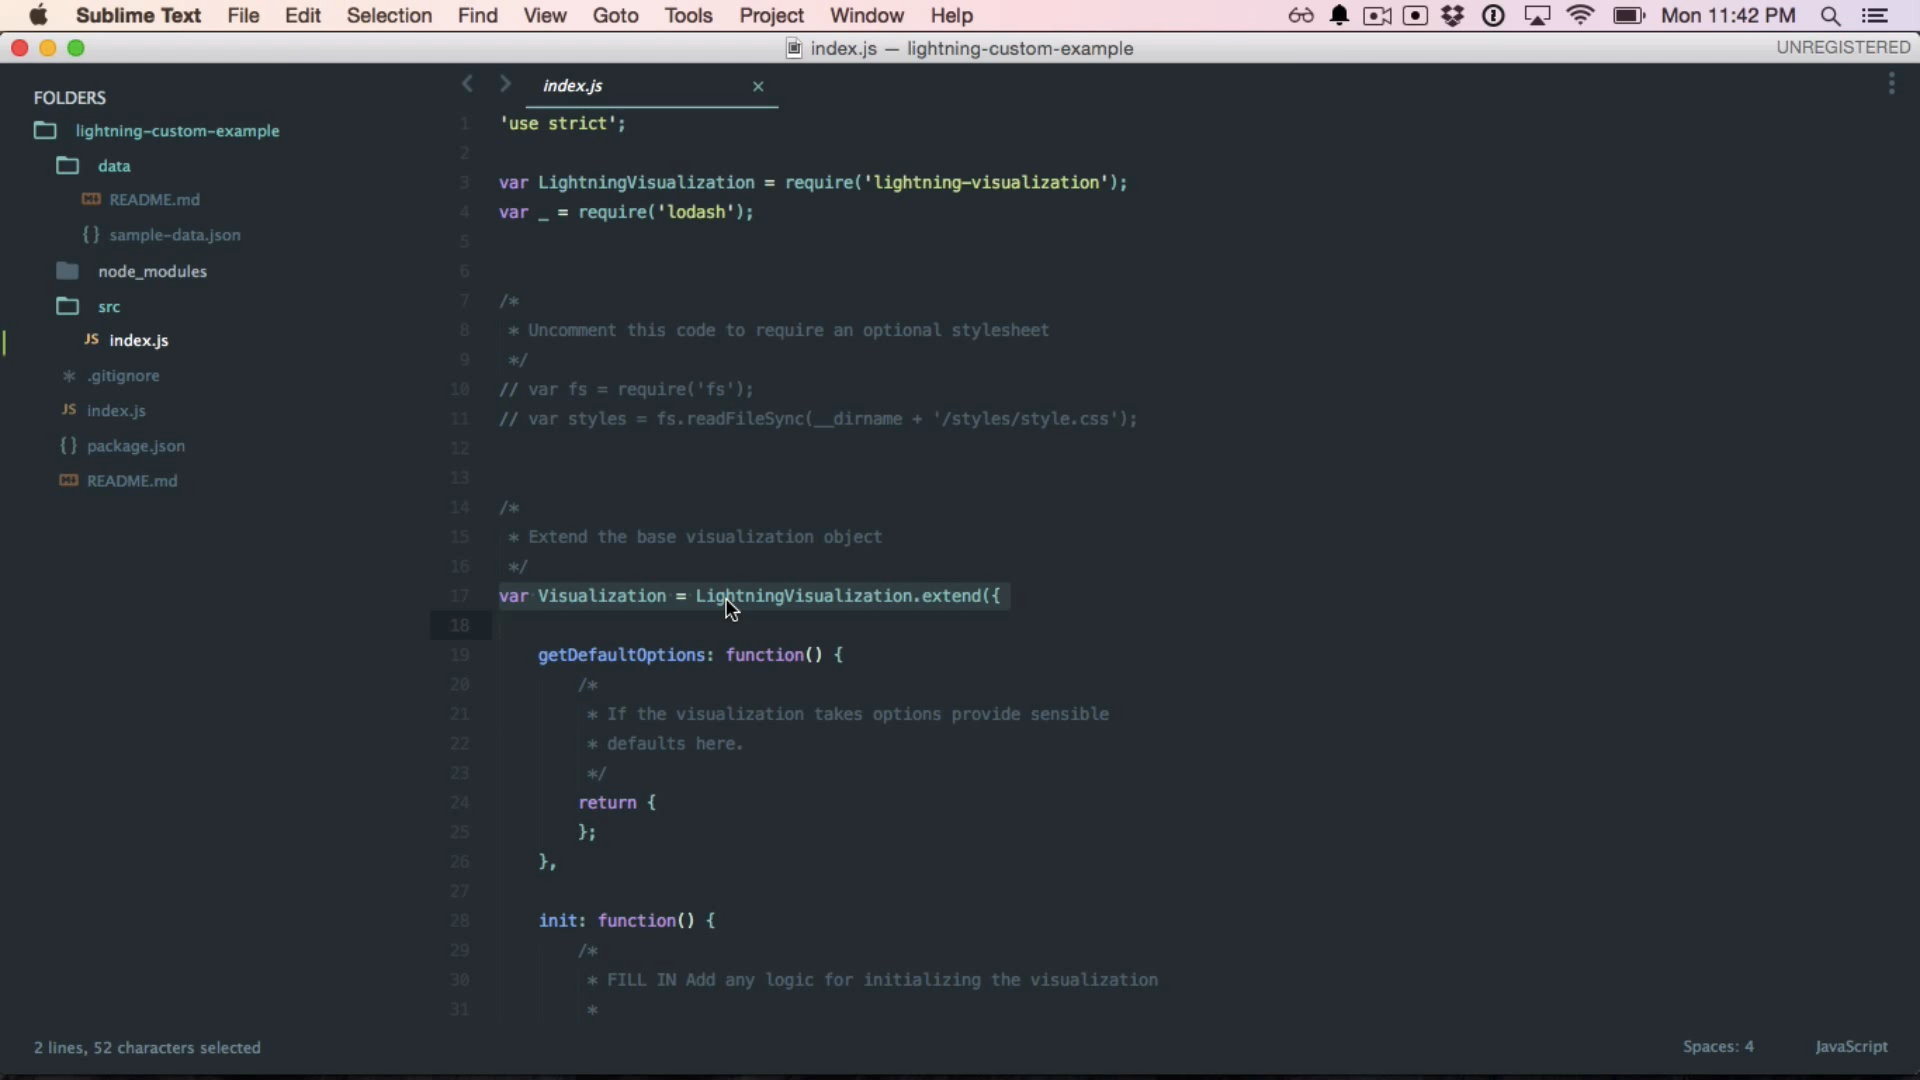 Sublime Text File Edit Selection Find View Goto Tools Project Window Help Mon 11:42 PM
index.js — lightning-custom-example UNREGISTERED
FOLDERS
lightning-custom-example
data
README.md
{} sample-data.json
node_modules
src
JS index.js
* .gitignore
JS index.js
{} package.json
README.md
index.js ×
1 'use strict';
2
3 var LightningVisualization = require('lightning-visualization');
4 var _ = require('lodash');
5
6
7 /*
8 * Uncomment this code to require an optional stylesheet
9 */
10 // var fs = require('fs');
11 // var styles = fs.readFileSync(__dirname + '/styles/style.css');
12
13
14 /*
15 * Extend the base visualization object
16 */
17 var Visualization = LightningVisualization.extend({
18
19 getDefaultOptions: function() {
20 /*
21 * If the visualization takes options provide sensible
22 * defaults here.
23 */
24 return {
25 };
26 },
27
28 init: function() {
29 /*
30 * FILL IN Add any logic for initializing the visualization
31 *
2 lines, 52 characters selected Spaces: 4 JavaScript